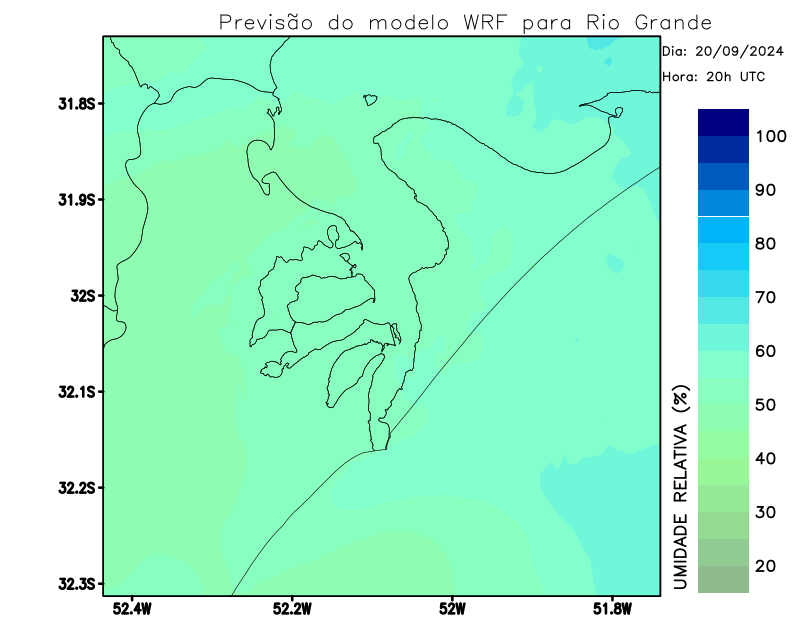 Previsão do modelo WRF para Rio Grande
Dia: 20/09/2024
Hora: 20h UTC
31.8S
31.9S
32S
32.1S
32.2S
32.3S
52.4W
52.2W
52W
51.8W
UMIDADE RELATIVA (%)
100
90
80
70
60
50
40
30
20